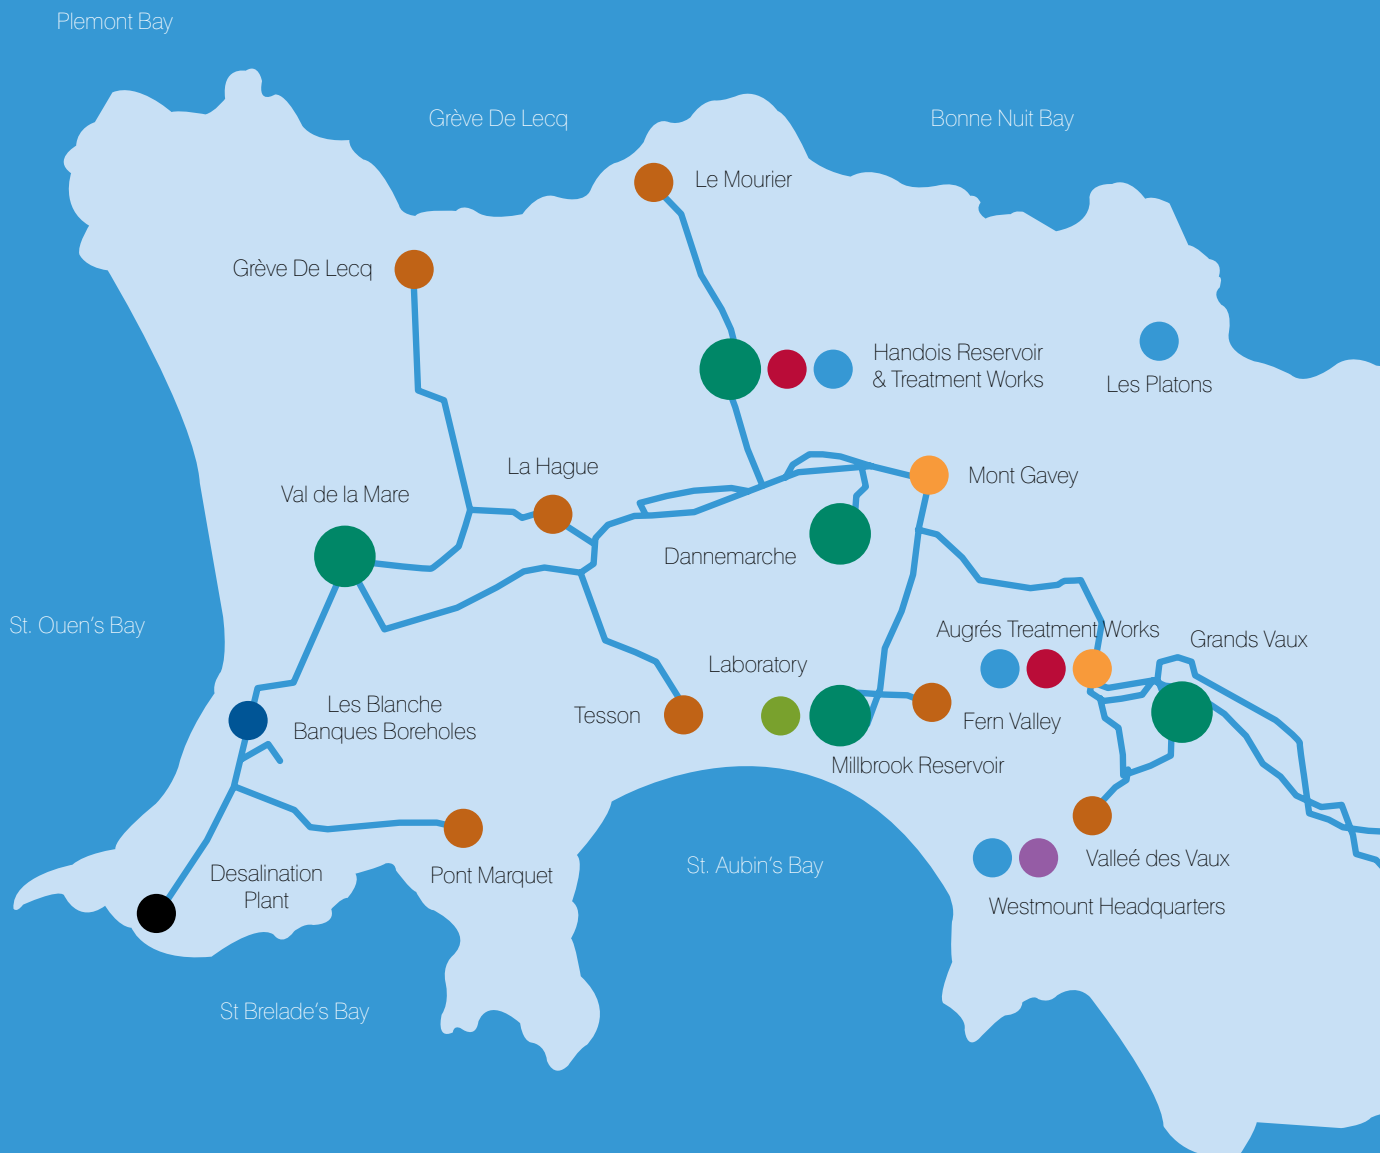 Plemont Bay
Grève De Lecq
Bonne Nuit Bay
Le Mourier
Grève De Lecq
Handois Reservoir
& Treatment Works
Les Platons
La Hague
Mont Gavey
Val de la Mare
Dannemarche
St. Ouen's Bay
Augrés Treatment Works
Grands Vaux
Laboratory
Les Blanche
Banques Boreholes
Tesson
Fern Valley
Millbrook Reservoir
Desalination
Plant
Pont Marquet
St. Aubin's Bay
Valleé des Vaux
Westmount Headquarters
St Brelade's Bay